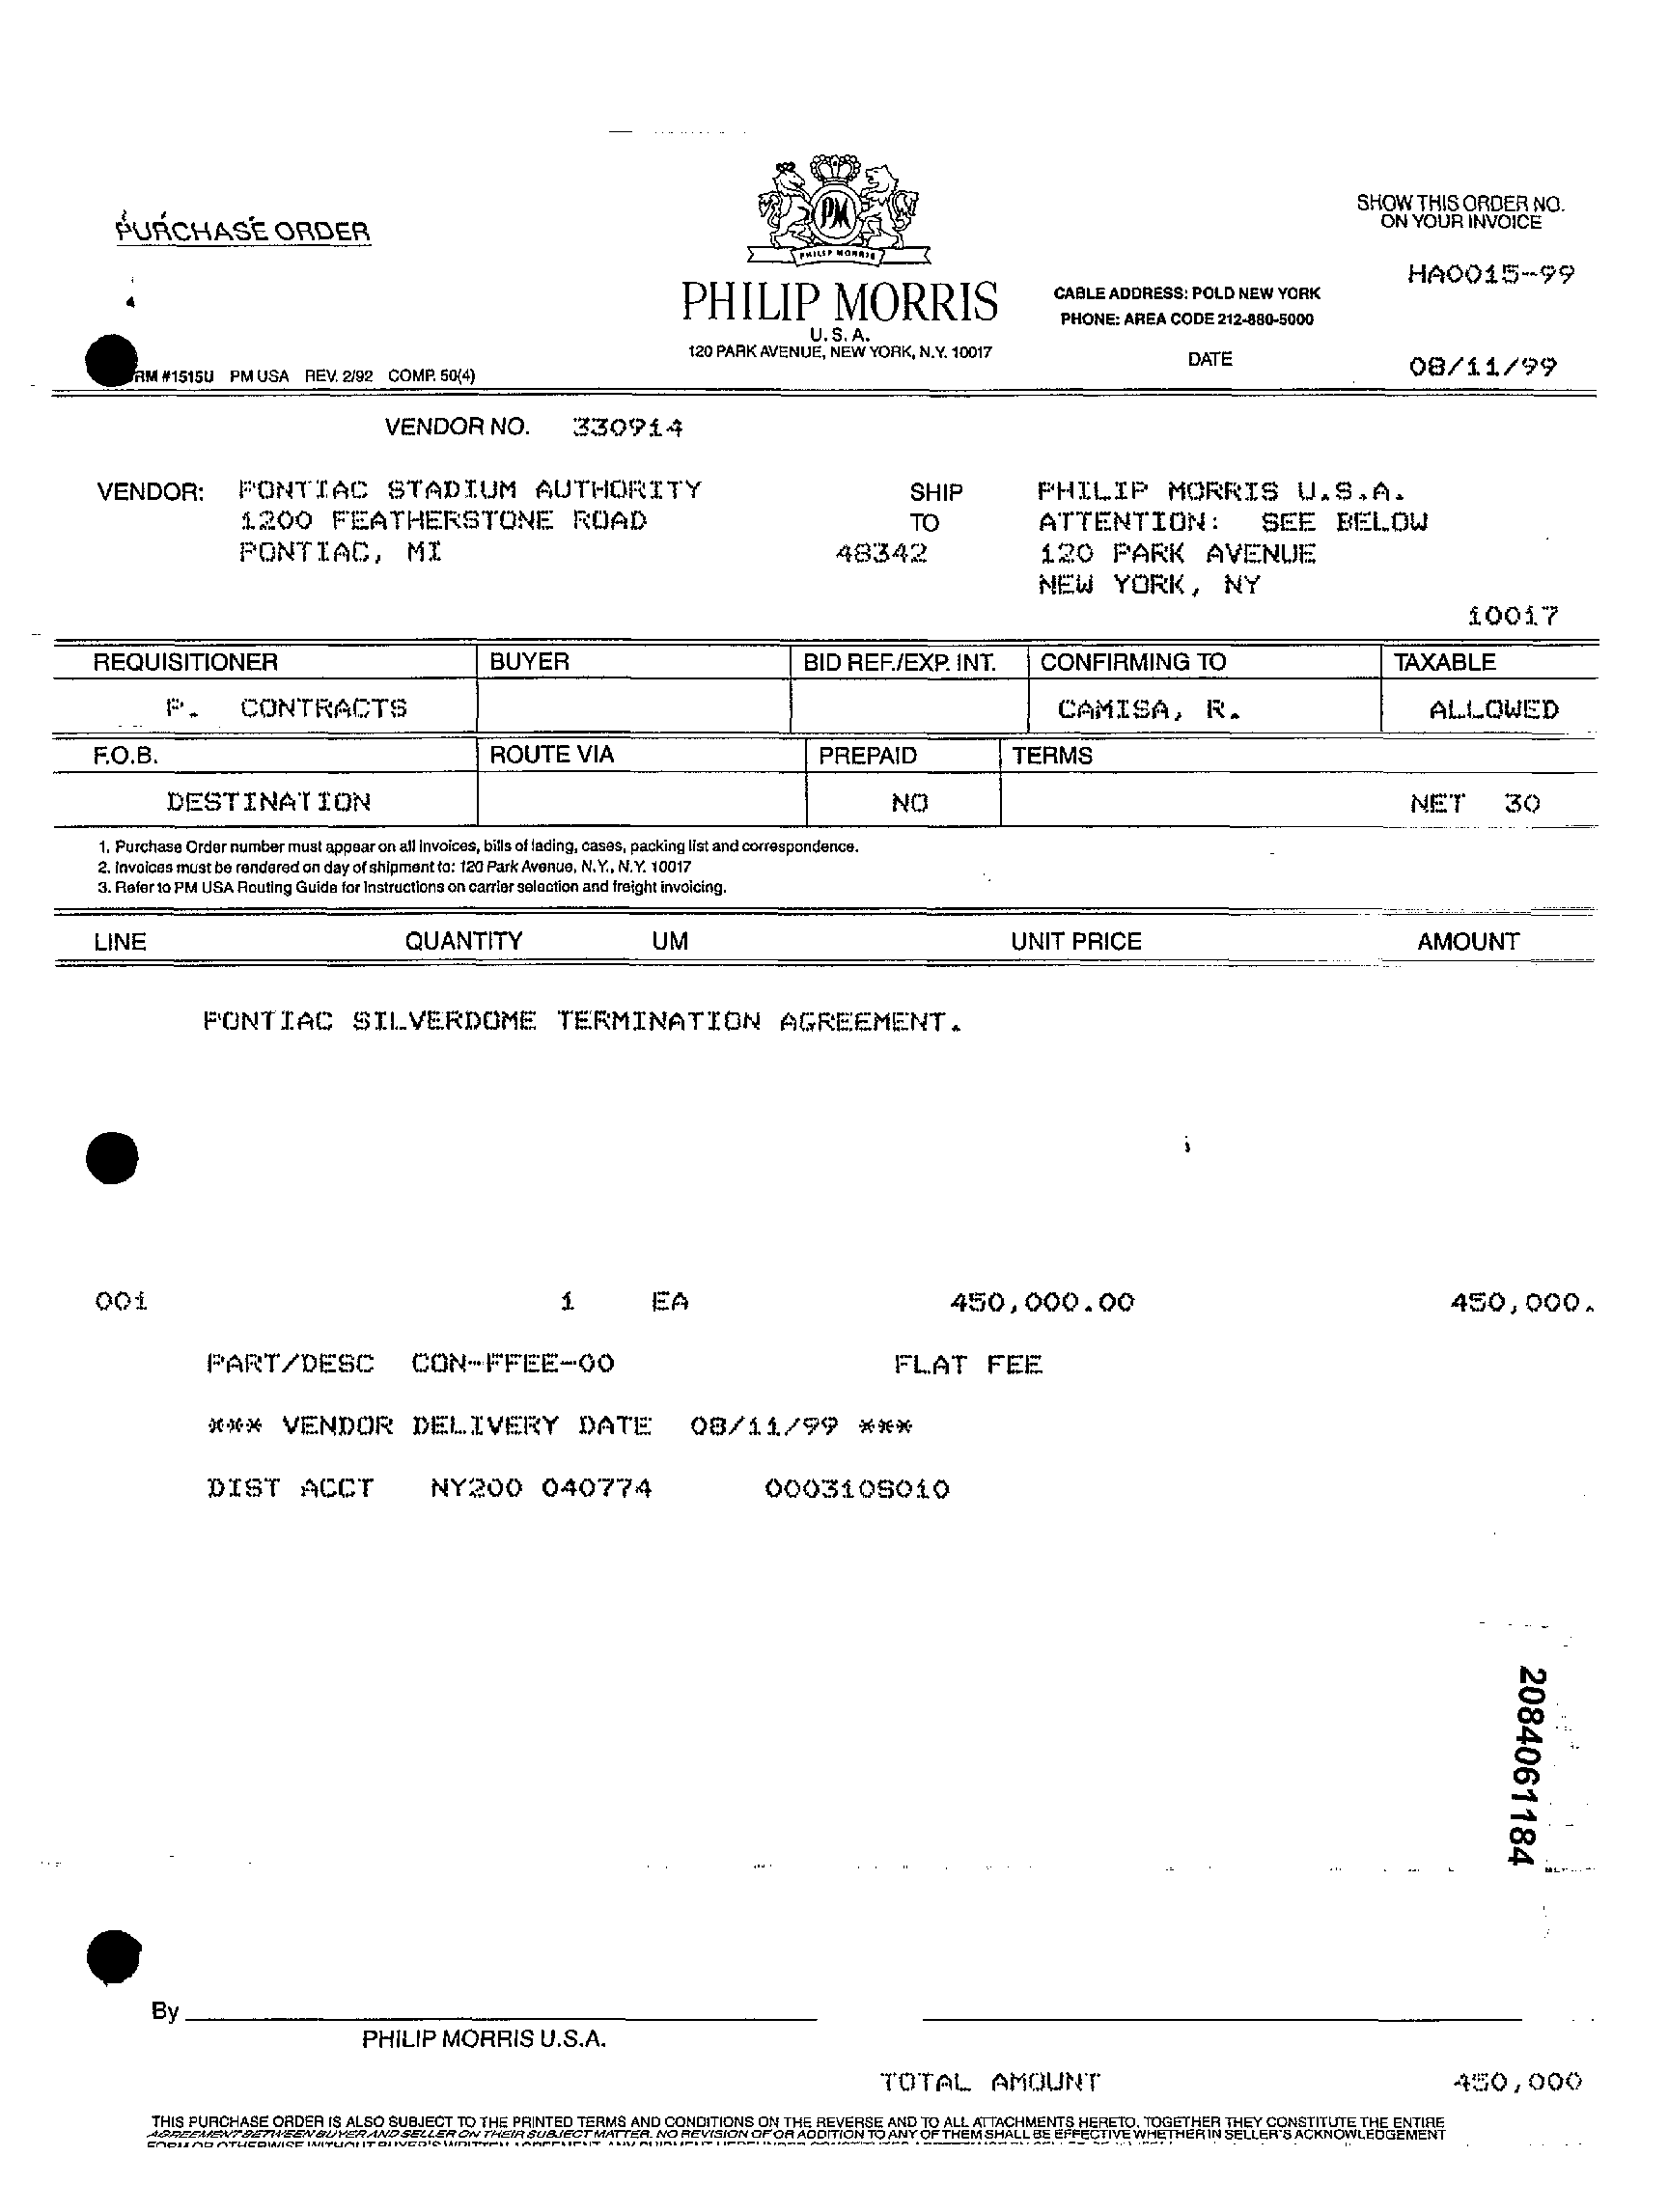 PURCHASE ORDER
PM
PHILIP MORRIS
PHILIP MORRIS
U.S.A.
120 PARK AVENUE, NEW YORK, N.Y. 10017
SHOW THIS ORDER NO.
ON YOUR INVOICE
HA0015-99
CABLE ADDRESS: POLD NEW YORK
PHONE: AREA CODE 212-880-5000
DATE 08/11/99
RM #1515U PM USA REV. 2/92 COMP. 50(4)
VENDOR NO. 330914
VENDOR: PONTIAC STADIUM AUTHORITY
1200 FEATHERSTONE ROAD
PONTIAC, MI 48342
SHIP TO
PHILIP MORRIS U.S.A.
ATTENTION: SEE BELOW
120 PARK AVENUE
NEW YORK, NY
10017
REQUISITIONER BUYER BID REF./EXP. INT. CONFIRMING TO TAXABLE
P. CONTRACTS CAMISA, R. ALLOWED
F.O.B. ROUTE VIA PREPAID TERMS
DESTINATION NO NET 30
1. Purchase Order number must appear on all invoices, bills of lading, cases, packing list and correspondence.
2. Invoices must be rendered on day of shipment to: 120 Park Avenue, N.Y., N.Y. 10017
3. Refer to PM USA Routing Guide for Instructions on carrier selection and freight invoicing.
LINE QUANTITY UM UNIT PRICE AMOUNT
PONTIAC SILVERDOME TERMINATION AGREEMENT.
001 1 EA 450,000.00 450,000.
PART/DESC CON-FFEE-00 FLAT FEE
*** VENDOR DELIVERY DATE 08/11/99 ***
DIST ACCT NY200 040774 000310S010
2084061184
By
PHILIP MORRIS U.S.A.
TOTAL AMOUNT 450,000
THIS PURCHASE ORDER IS ALSO SUBJECT TO THE PRINTED TERMS AND CONDITIONS ON THE REVERSE AND TO ALL ATTACHMENTS HERETO, TOGETHER THEY CONSTITUTE THE ENTIRE
AGREEMENT BETWEEN BUYER AND SELLER ON THEIR SUBJECT MATTER. NO REVISION OF OR ADDITION TO ANY OF THEM SHALL BE EFFECTIVE WHETHER IN SELLER'S ACKNOWLEDGEMENT